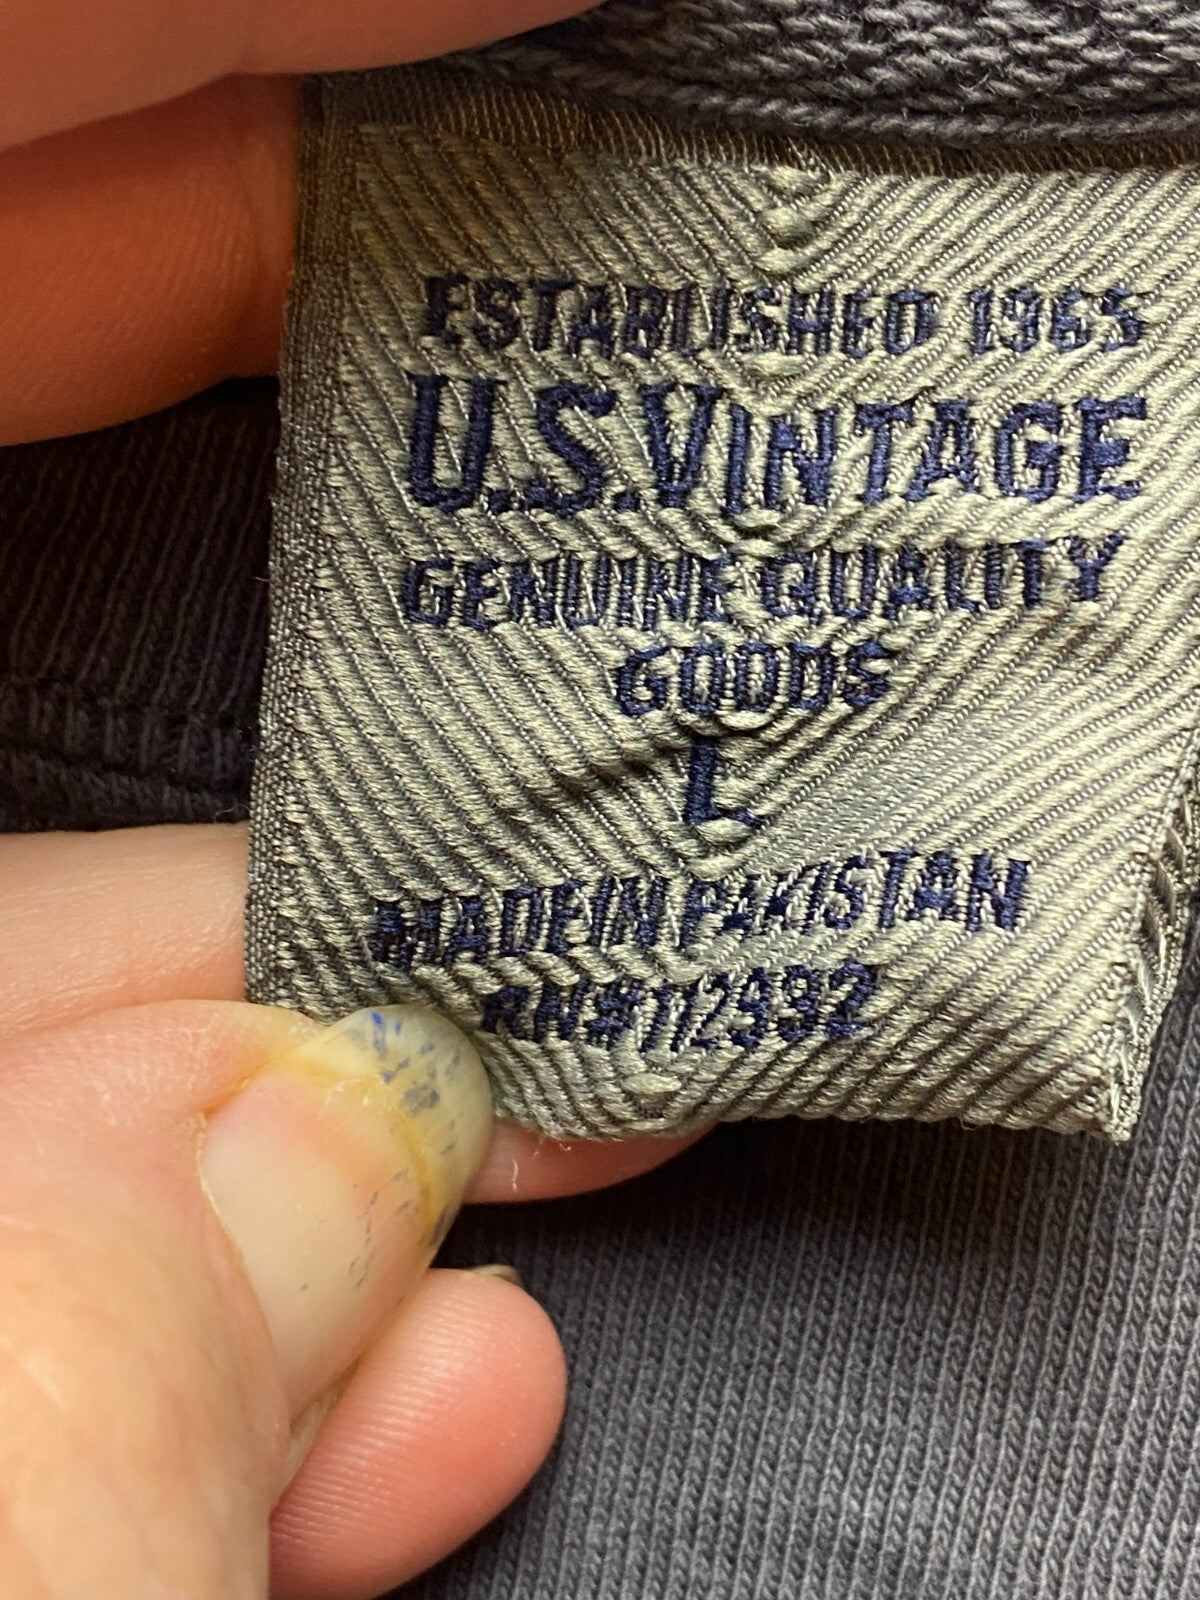 ESTABLISHED 1965
U.S. VINTAGE
GENUINE QUALITY
GOODS
L
MADE IN PAKISTAN
RN#112992